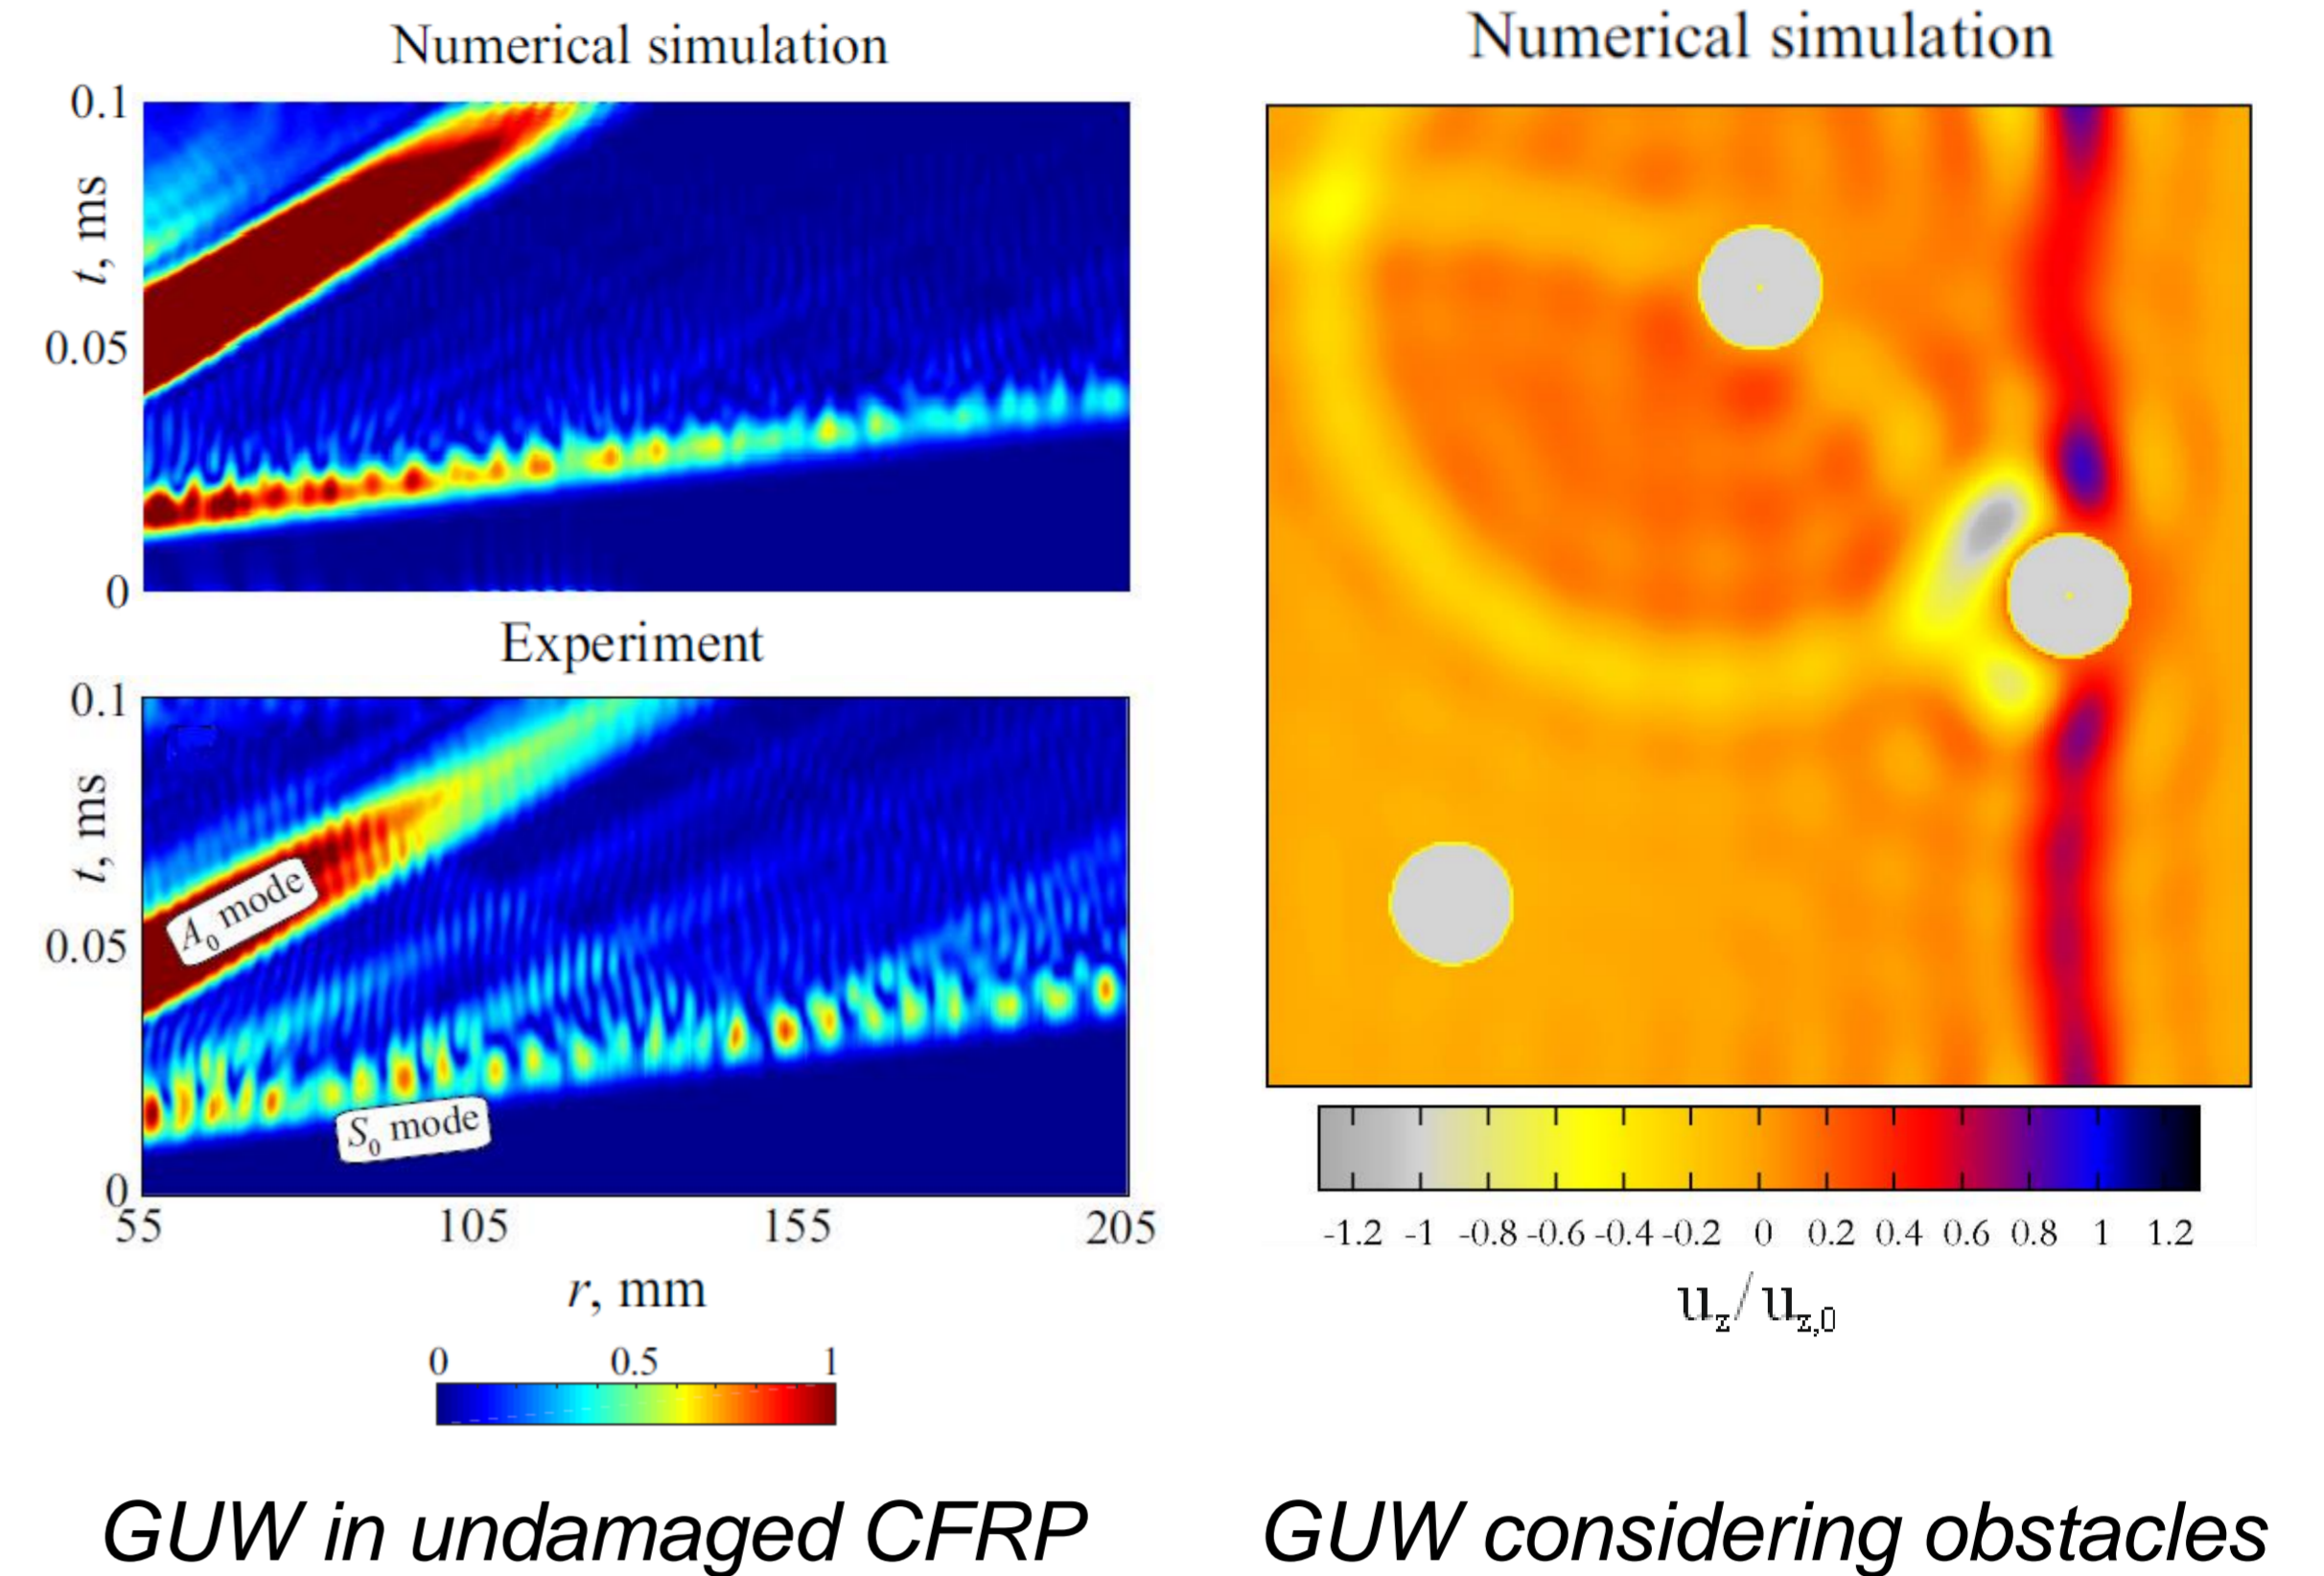 Numerical simulation
0.1
t, ms
0.05
0
Experiment
0.1
t, ms
0.05
0
A0 mode
S0 mode
55 105 155 205
r, mm
0 0.5 1
GUW in undamaged CFRP
Numerical simulation
-1.2 -1 -0.8 -0.6 -0.4 -0.2 0 0.2 0.4 0.6 0.8 1 1.2
uz/uz,0
GUW considering obstacles